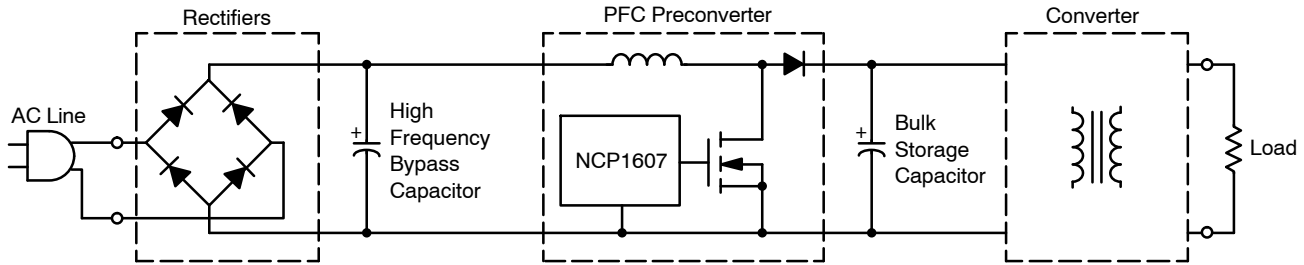 Rectifiers
PFC Preconverter
Converter
AC Line
High
Frequency
Bypass
Capacitor
+
NCP1607
+
Bulk
Storage
Capacitor
Load